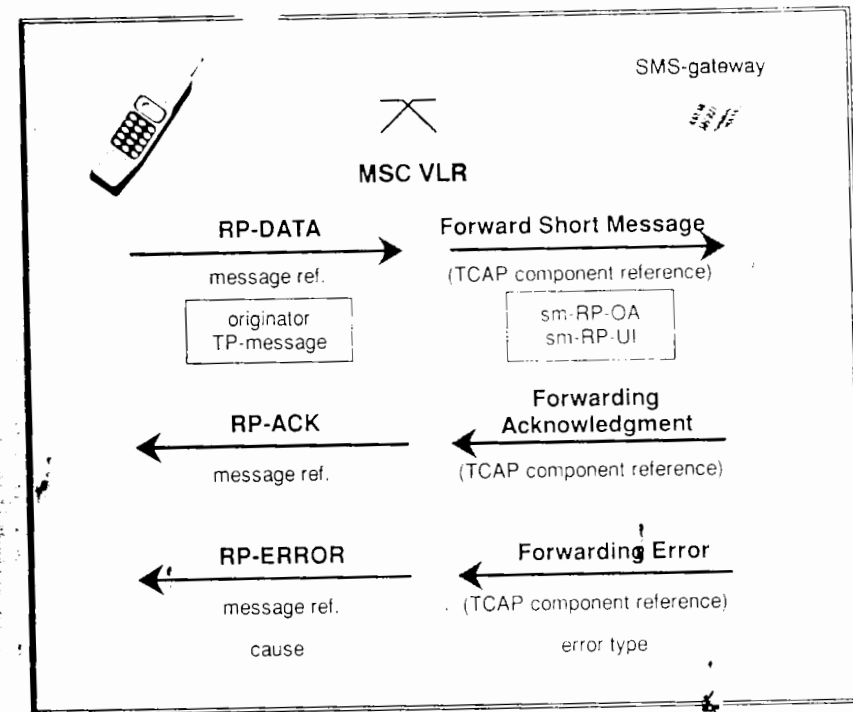 SMS-gateway
MSC VLR
RP-DATA
message ref.
originator
TP-message
Forward Short Message
(TCAP component reference)
sm-RP-OA
sm-RP-UI
RP-ACK
message ref.
Forwarding
Acknowledgment
(TCAP component reference)
RP-ERROR
message ref.
cause
Forwarding Error
(TCAP component reference)
error type